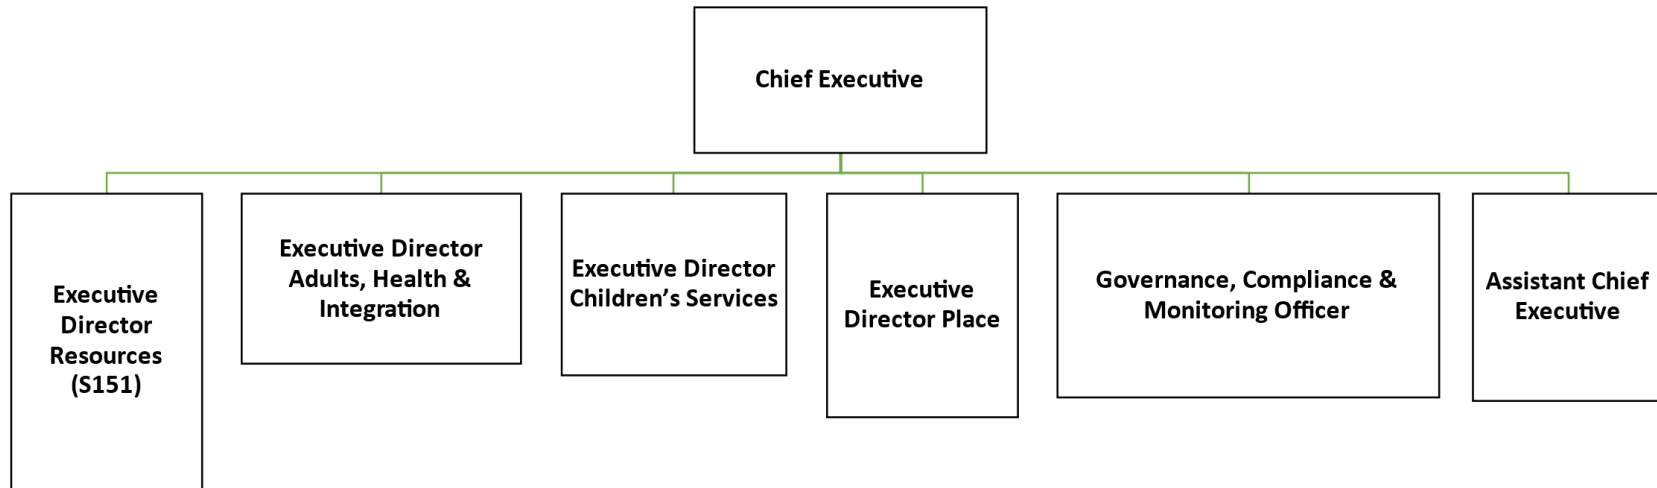 Chief Executive
Executive
Director
Resources
(S151)
Executive Director
Adults, Health &
Integration
Executive Director
Children’s Services
Executive
Director Place
Governance, Compliance &
Monitoring Officer
Assistant Chief
Executive